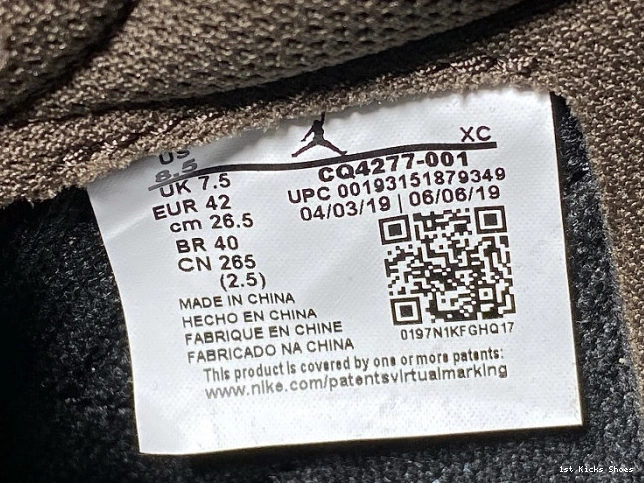 US
8.5
UK 7.5
EUR 42
cm 26.5
BR 40
CN 265
(2.5)
XC
CQ4277-001
UPC 00193151879349
04/03/19 | 06/06/19
0197N1KFGHQ17
MADE IN CHINA
HECHO EN CHINA
FABRIQUE EN CHINE
FABRICADO NA CHINA
This product is covered by one or more patents:
www.nike.com/patentsvirtualmarking
1st Kicks Shoes